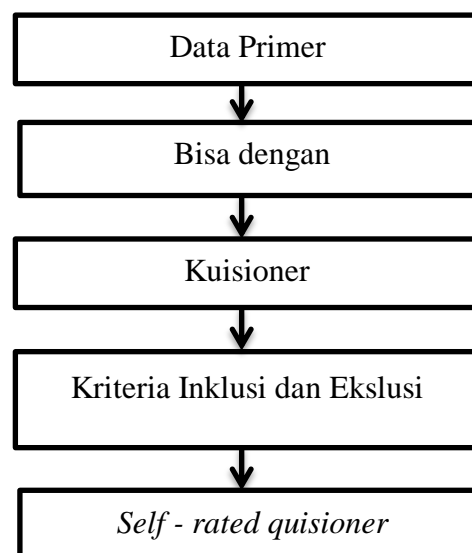 Data Primer
Bisa dengan
Kuisioner
Kriteria Inklusi dan Ekslusi
Self - rated quisioner